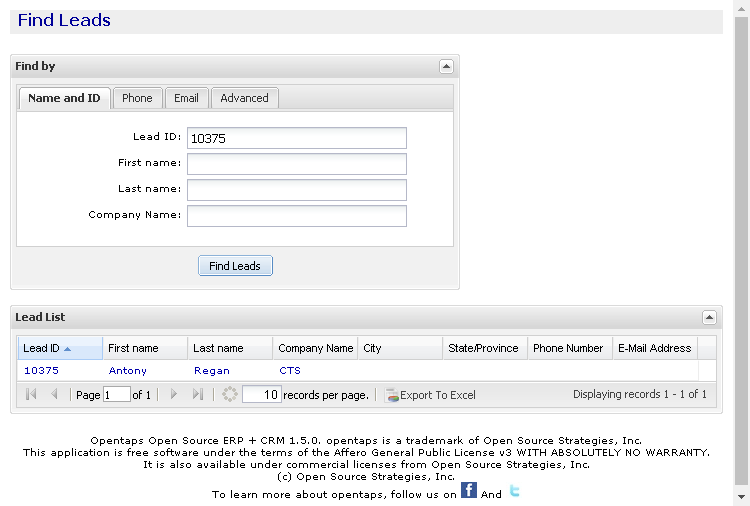 Find Leads
Find by
Name and ID Phone Email Advanced
Lead ID: 10375
First name:
Last name:
Company Name:
Find Leads
Lead List
Lead ID First name Last name Company Name City State/Province Phone Number E-Mail Address
10375 Antony Regan CTS
Page 1 of 1 10 records per page. Export To Excel Displaying records 1 - 1 of 1
Opentaps Open Source ERP + CRM 1.5.0. opentaps is a trademark of Open Source Strategies, Inc.
This application is free software under the terms of the Affero General Public License v3 WITH ABSOLUTELY NO WARRANTY.
It is also available under commercial licenses from Open Source Strategies, Inc.
(c) Open Source Strategies, Inc.
To learn more about opentaps, follow us on f And t